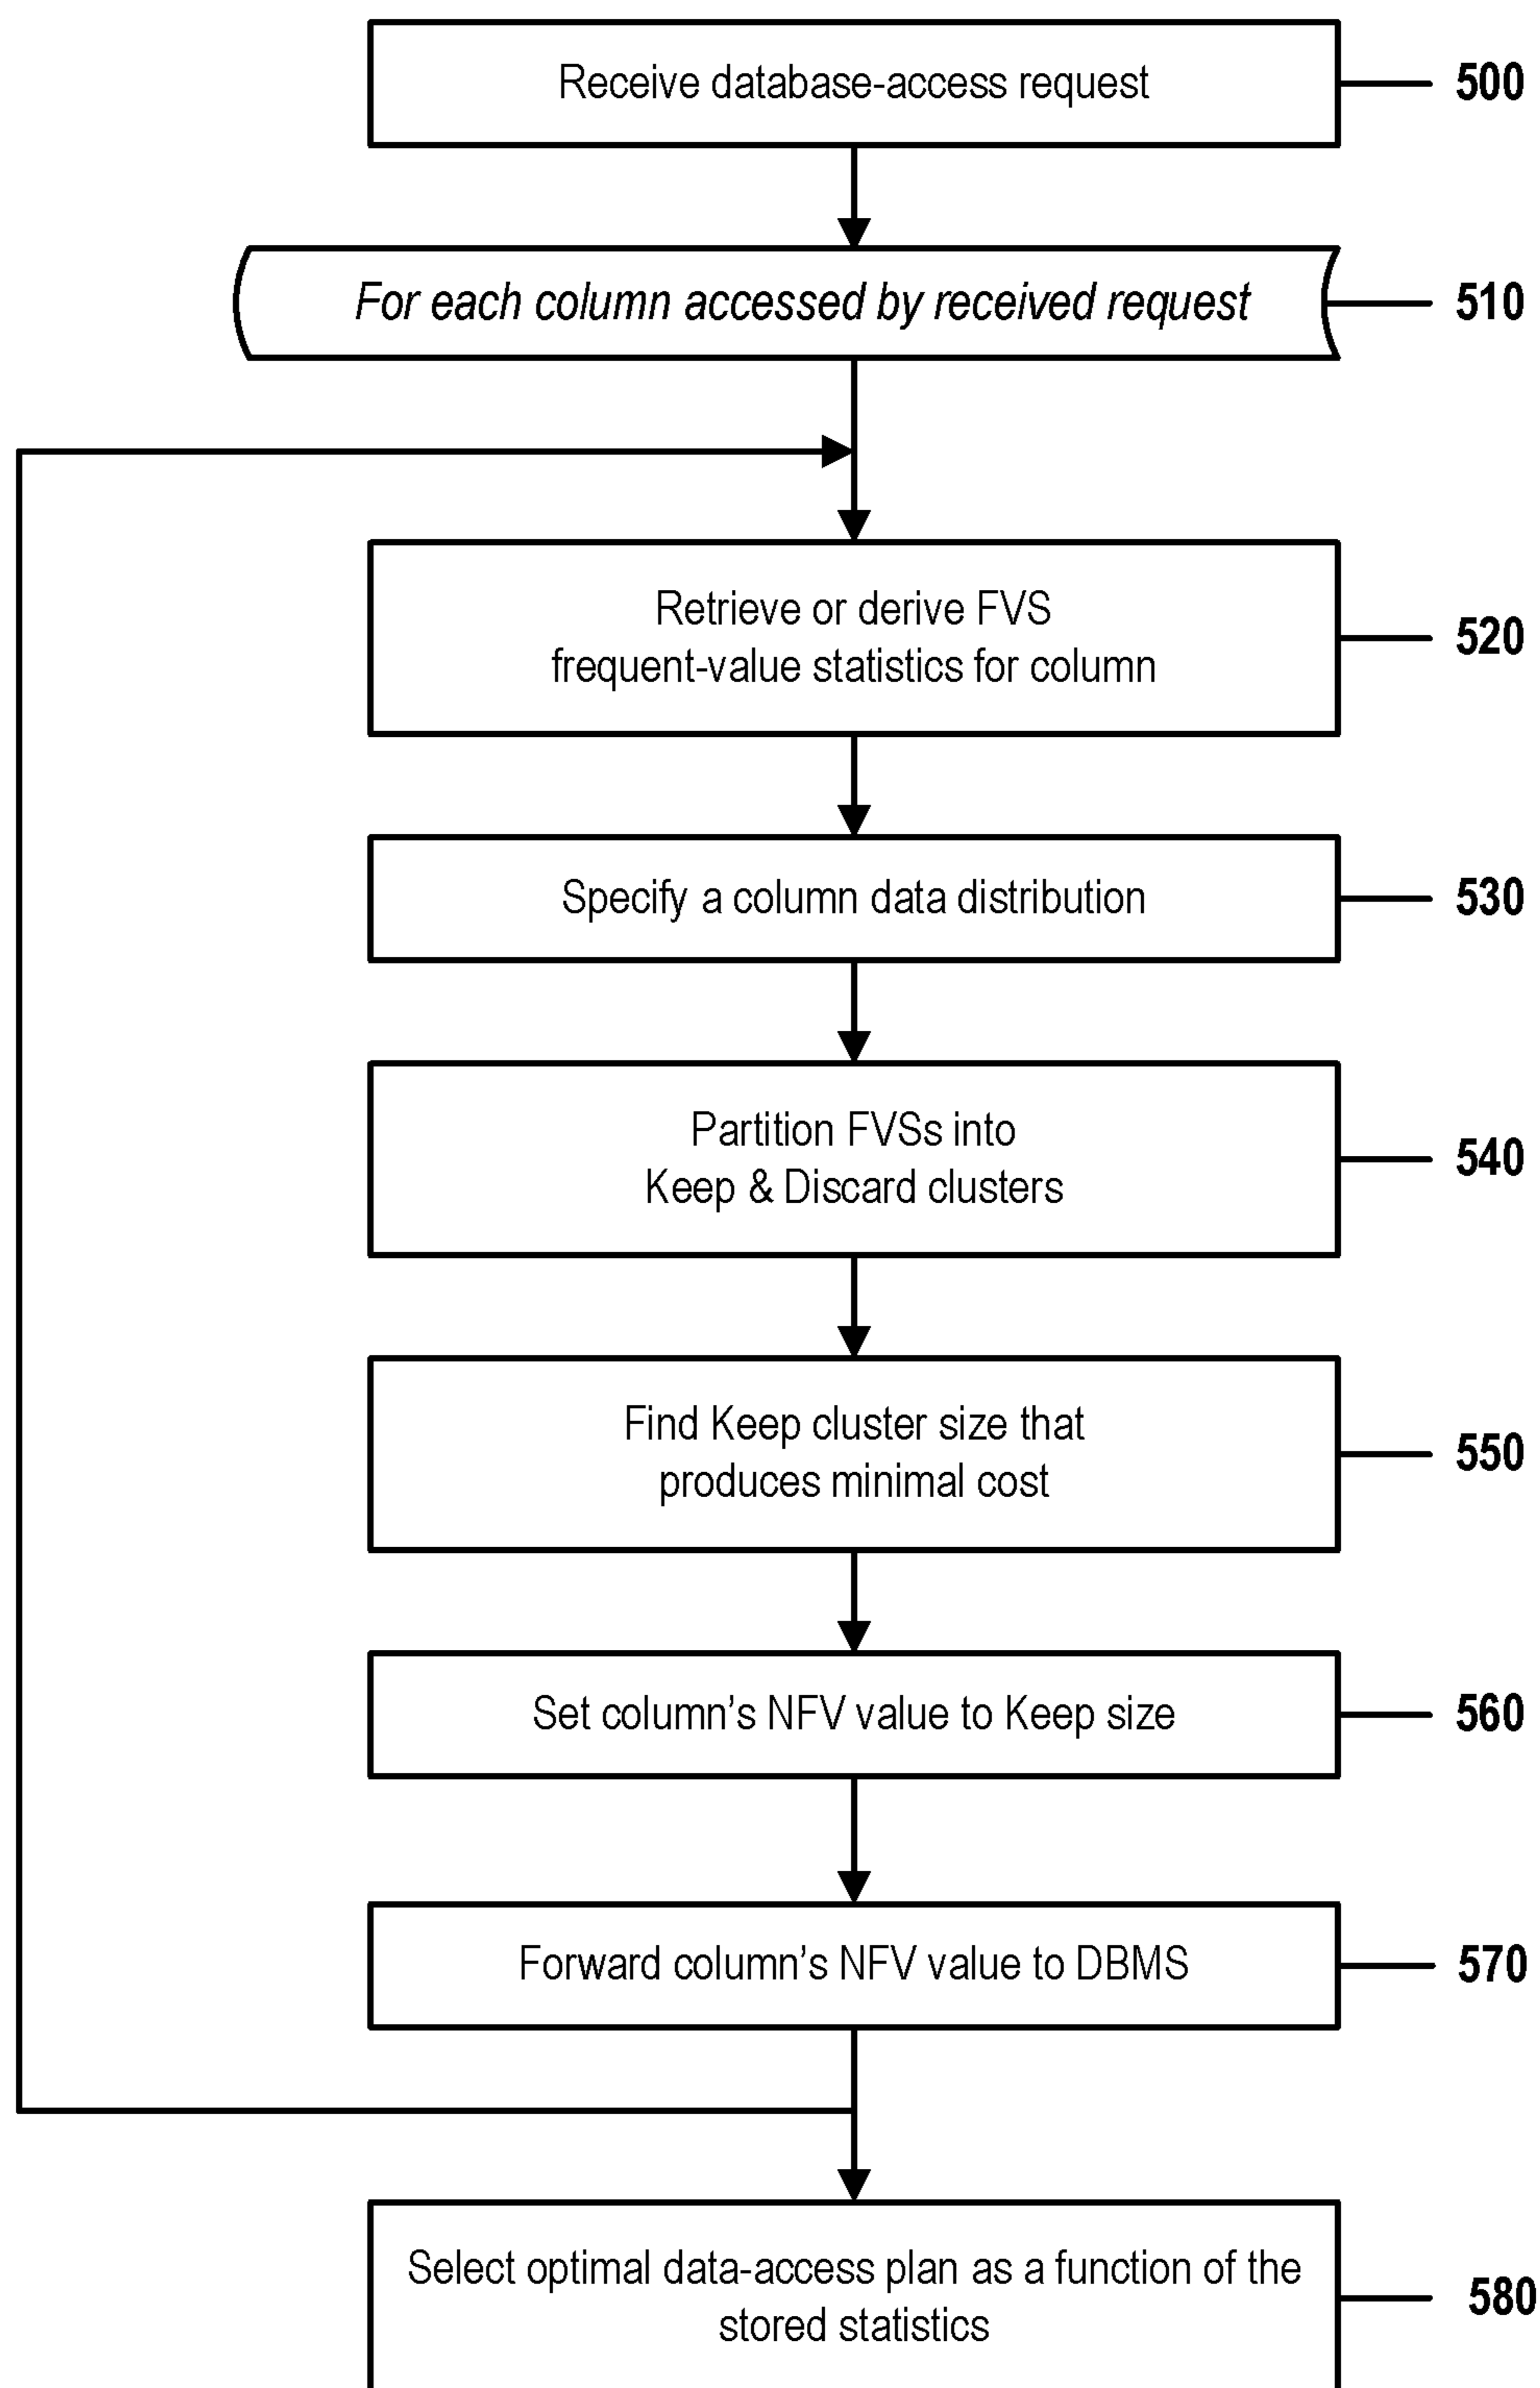 Receive database-access request
500
For each column accessed by received request
510
Retrieve or derive FVS
frequent-value statistics for column
520
Specify a column data distribution
530
Partition FVSs into
Keep & Discard clusters
540
Find Keep cluster size that
produces minimal cost
550
Set column’s NFV value to Keep size
560
Forward column’s NFV value to DBMS
570
Select optimal data-access plan as a function of the
stored statistics
580